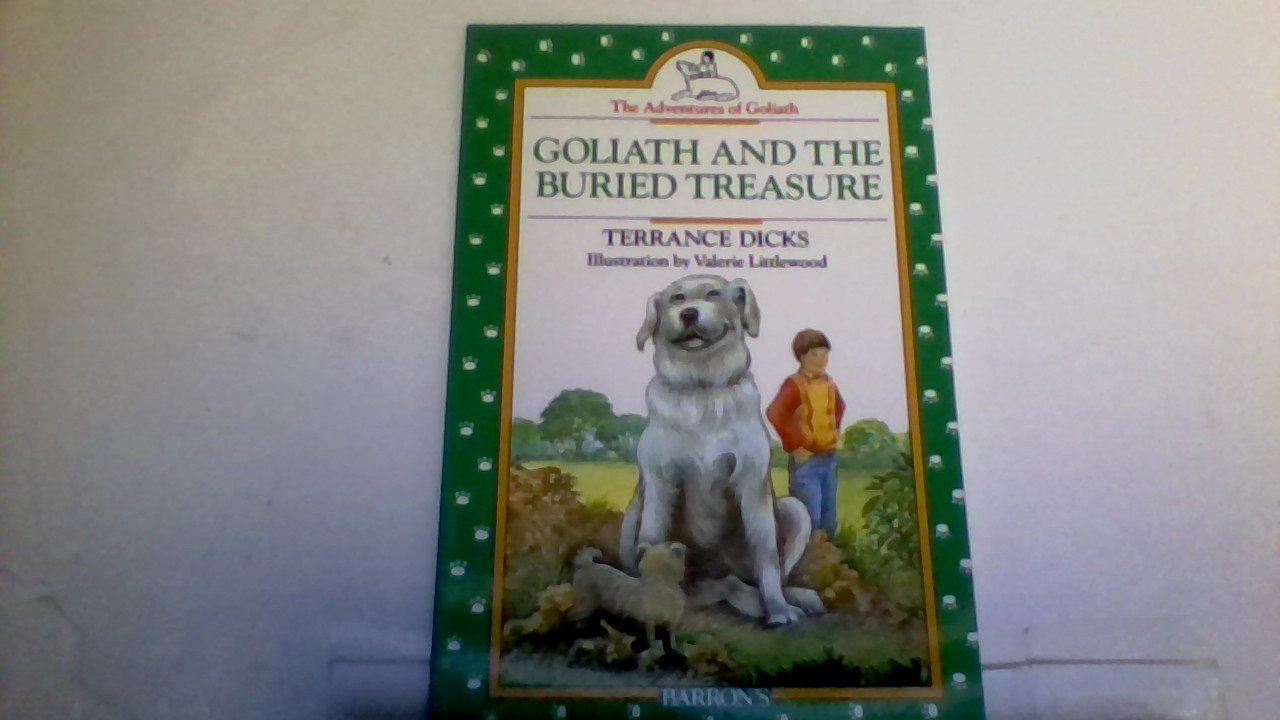 The Adventures of Goliath
GOLIATH AND THE
BURIED TREASURE
TERRANCE DICKS
Illustration by Valerie Littlewood
BARRON'S